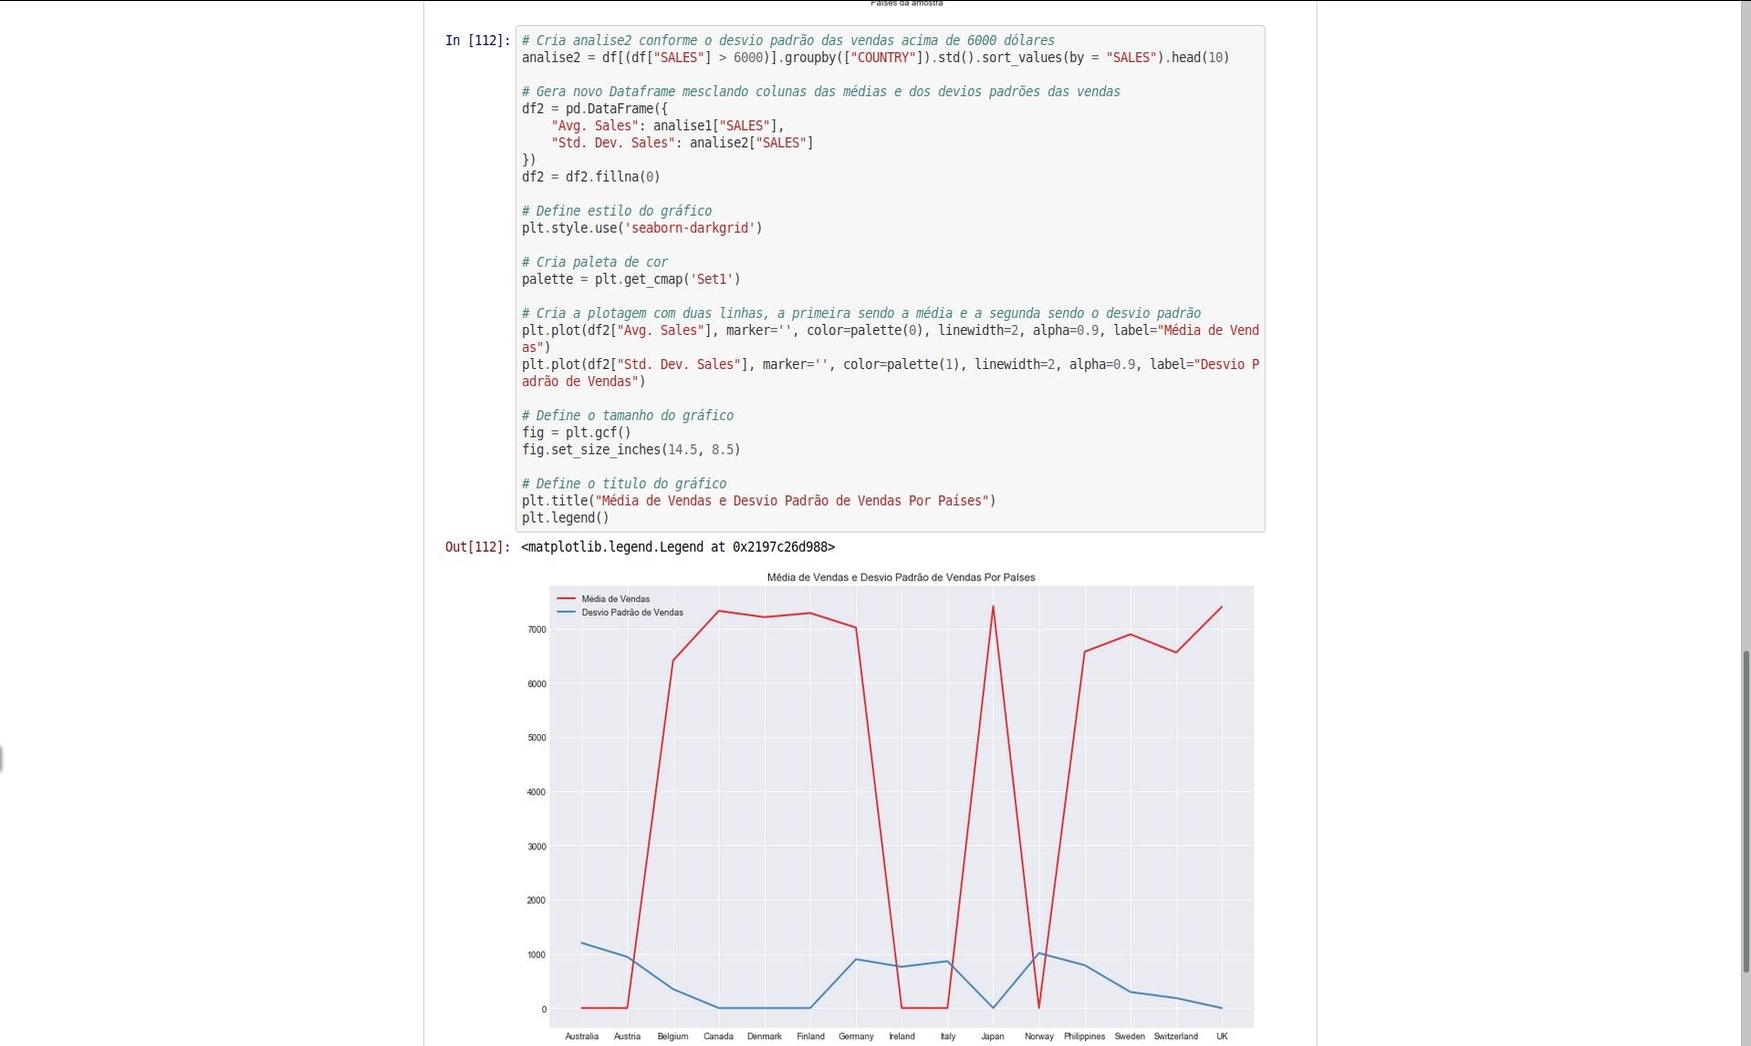 Países da amostra
In [112]: # Cria analise2 conforme o desvio padrão das vendas acima de 6000 dólares
analise2 = df[(df["SALES"] > 6000)].groupby(["COUNTRY"]).std().sort_values(by = "SALES").head(10)
# Gera novo Dataframe mesclando colunas das médias e dos devios padrões das vendas
df2 = pd.DataFrame({
"Avg. Sales": analise1["SALES"],
"Std. Dev. Sales": analise2["SALES"]
})
df2 = df2.fillna(0)
# Define estilo do gráfico
plt.style.use('seaborn-darkgrid')
# Cria paleta de cor
palette = plt.get_cmap('Set1')
# Cria a plotagem com duas linhas, a primeira sendo a média e a segunda sendo o desvio padrão
plt.plot(df2["Avg. Sales"], marker='', color=palette(0), linewidth=2, alpha=0.9, label="Média de Vend
as")
plt.plot(df2["Std. Dev. Sales"], marker='', color=palette(1), linewidth=2, alpha=0.9, label="Desvio P
adrão de Vendas")
# Define o tamanho do gráfico
fig = plt.gcf()
fig.set_size_inches(14.5, 8.5)
# Define o título do gráfico
plt.title("Média de Vendas e Desvio Padrão de Vendas Por Países")
plt.legend()
Out[112]: <matplotlib.legend.Legend at 0x2197c26d988>
Média de Vendas e Desvio Padrão de Vendas Por Países
Média de Vendas
Desvio Padrão de Vendas
7000
6000
5000
4000
3000
2000
1000
0
Australia Austria Belgium Canada Denmark Finland Germany Ireland Italy Japan Norway Philippines Sweden Switzerland UK